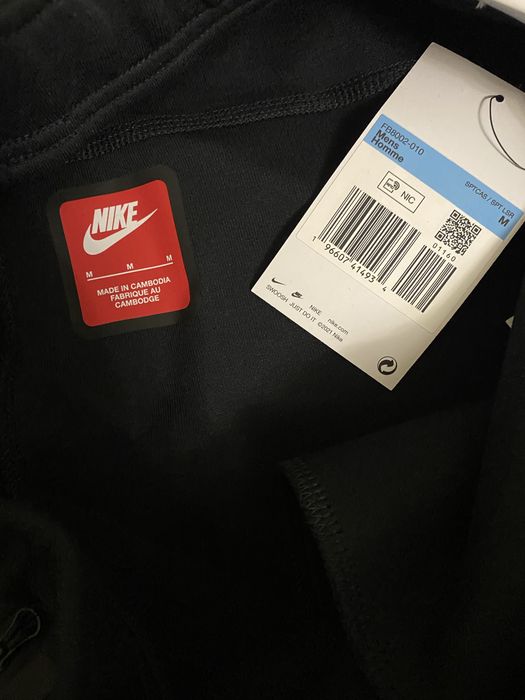 NIKE
M M M
MADE IN CAMBODIA
FABRIQUE AU
CAMBODGE
FB8002-010
Mens
Homme
SPTCAS / SPT LSR
M
NIC
01160
1 96607 41493 4
NIKE nike.com
SWOOSH JUST DO IT ©2021 Nike